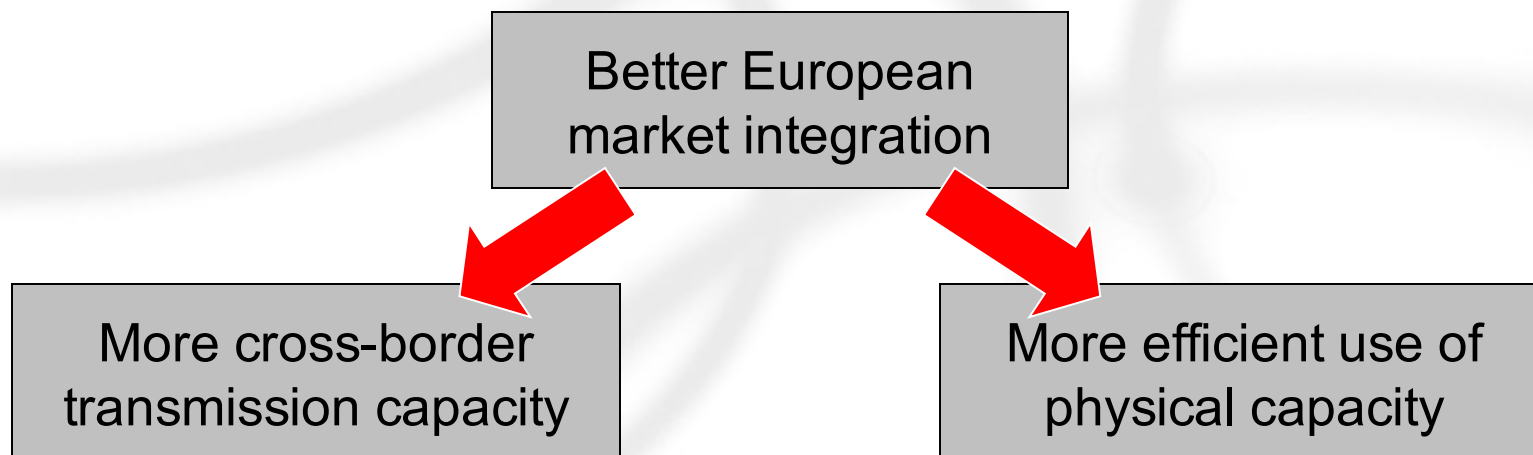 Better European
market integration
More cross-border
transmission capacity
More efficient use of
physical capacity